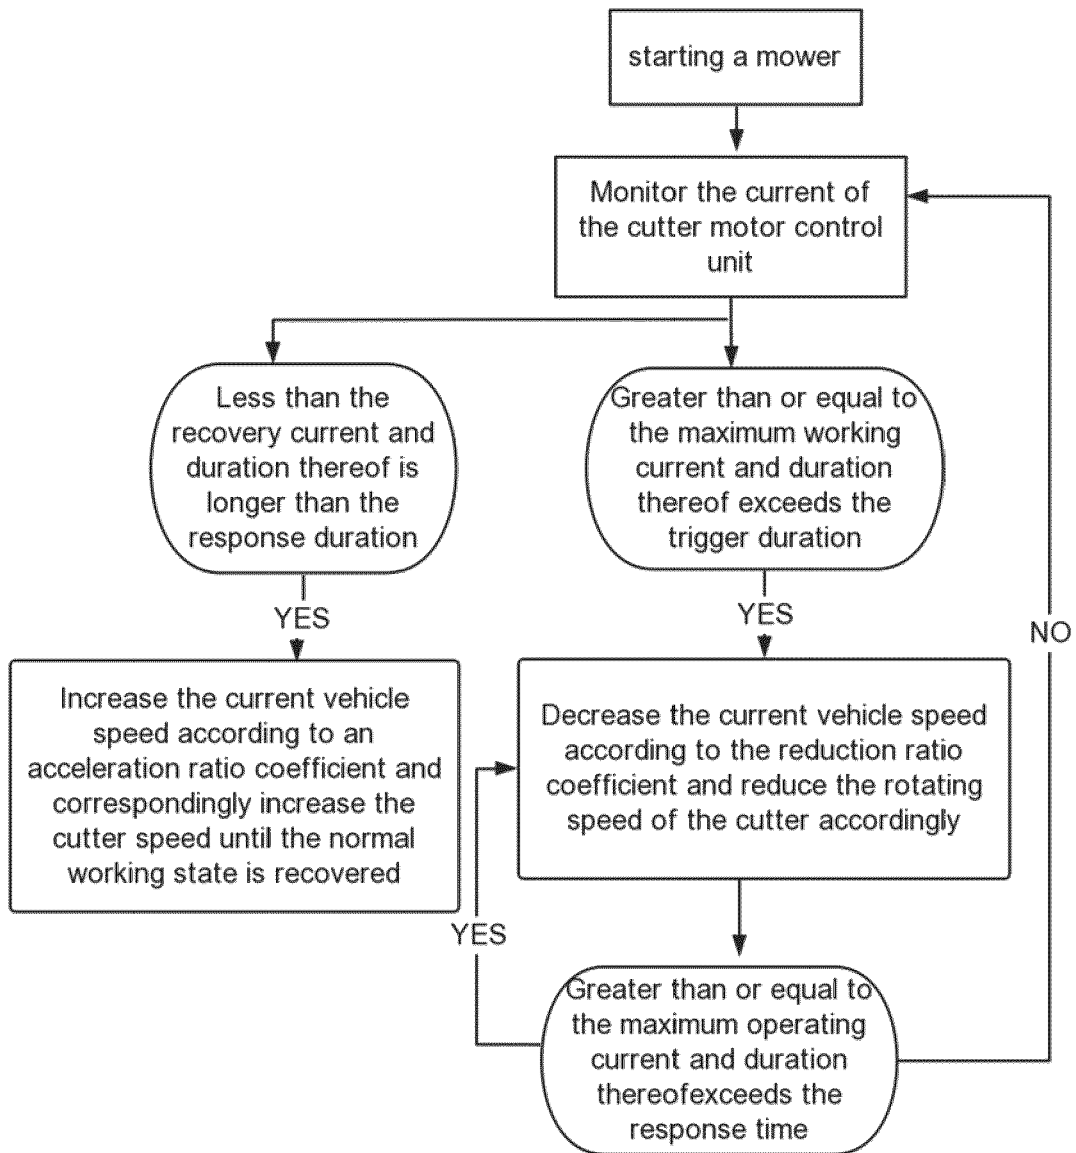 starting a mower
Monitor the current of
the cutter motor control
unit
Less than the
recovery current and
duration thereof is
longer than the
response duration
Greater than or equal to
the maximum working
current and duration
thereof exceeds the
trigger duration
YES
YES
NO
Increase the current vehicle
speed according to an
acceleration ratio coefficient and
correspondingly increase the
cutter speed until the normal
working state is recovered
Decrease the current vehicle speed
according to the reduction ratio
coefficient and reduce the rotating
speed of the cutter accordingly
YES
Greater than or equal to
the maximum operating
current and duration
thereofexceeds the
response time